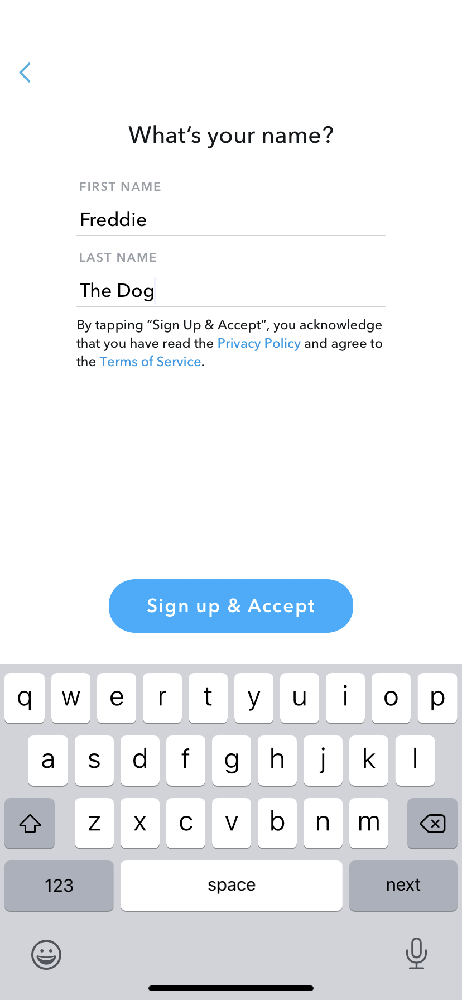 What's your name?
FIRST NAME
Freddie
LAST NAME
The Dog
By tapping “Sign Up & Accept”, you acknowledge
that you have read the Privacy Policy and agree to
the Terms of Service.
Sign up & Accept
q w e r t y u i o p
a s d f g h j k l
z x c v b n m
123 space next